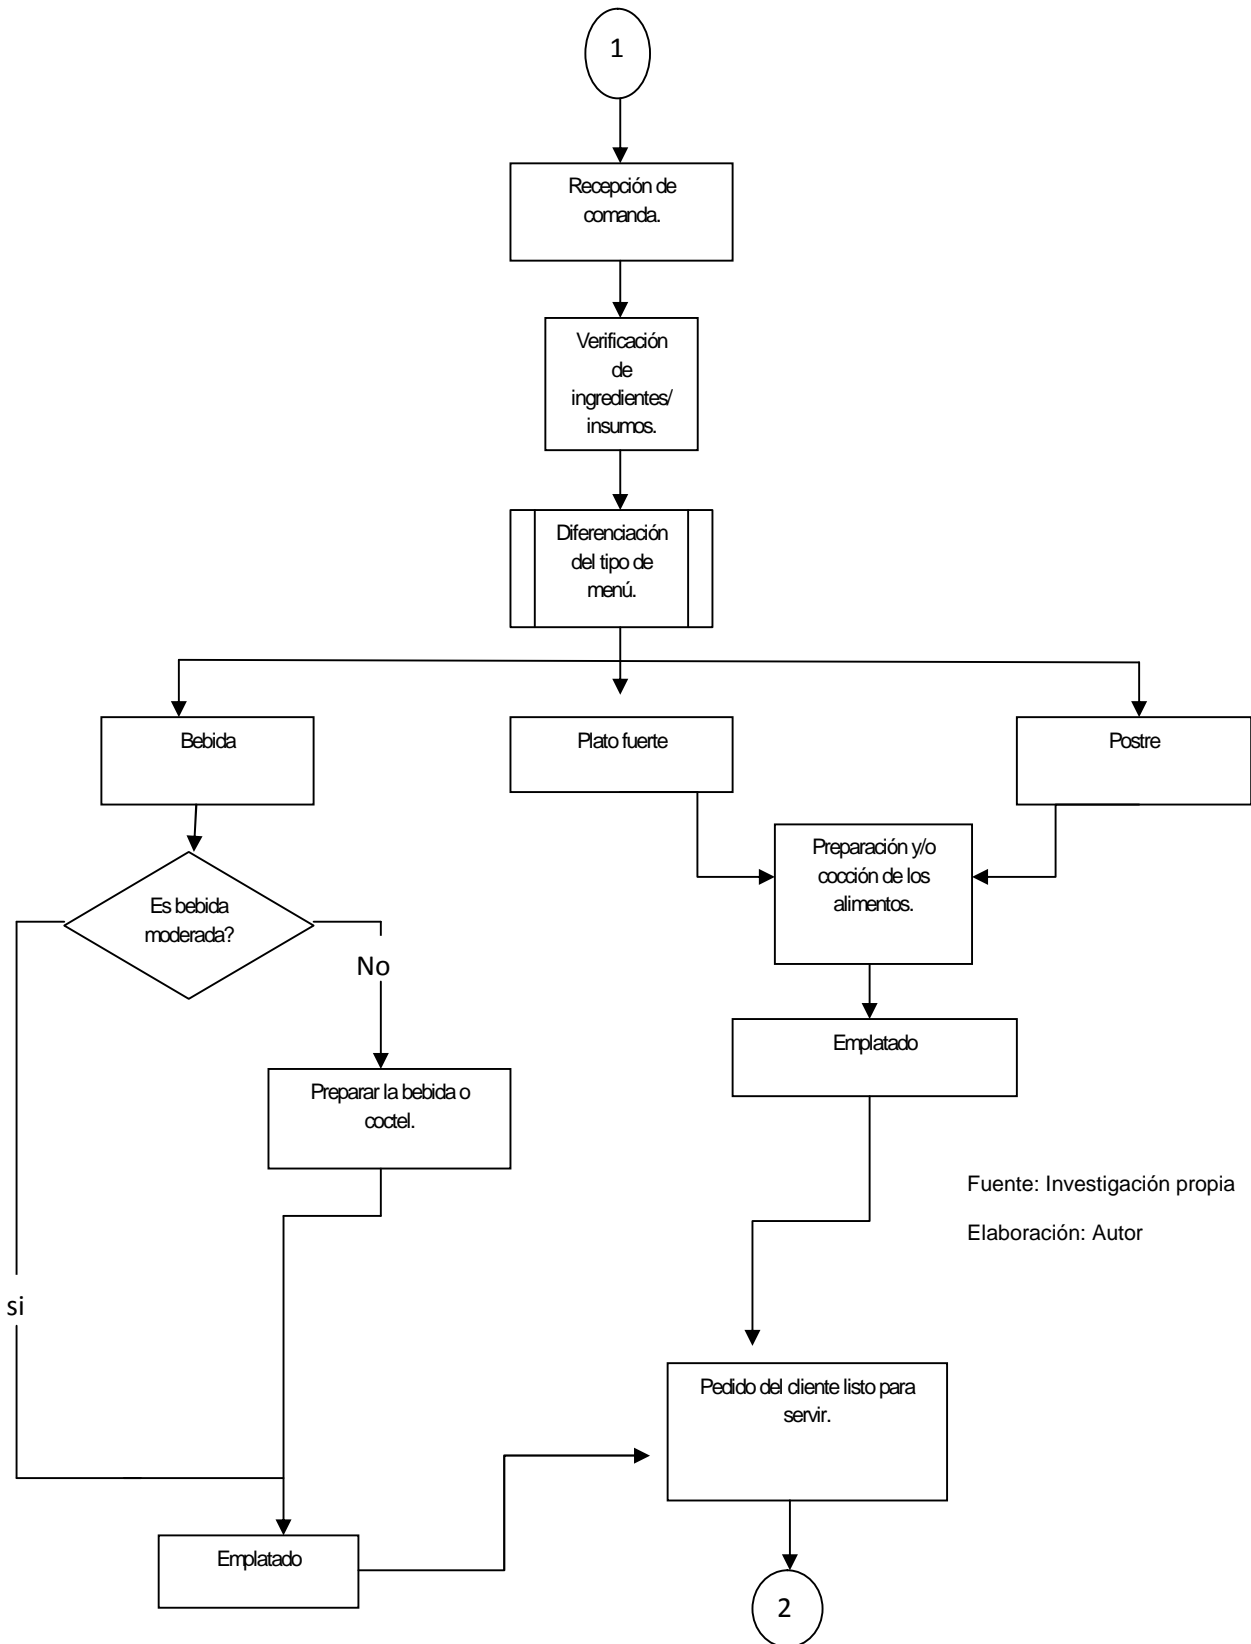 1
Recepción de
comanda.
Verificación
de
ingredientes/
insumos.
Diferenciación
del tipo de
menú.
Bebida
Plato fuerte
Postre
Preparación y/o
cocción de los
alimentos.
Es bebida
moderada?
No
Emplatado
Preparar la bebida o
coctel.
Fuente: Investigación propia
Elaboración: Autor
si
Pedido del cliente listo para
servir.
Emplatado
2